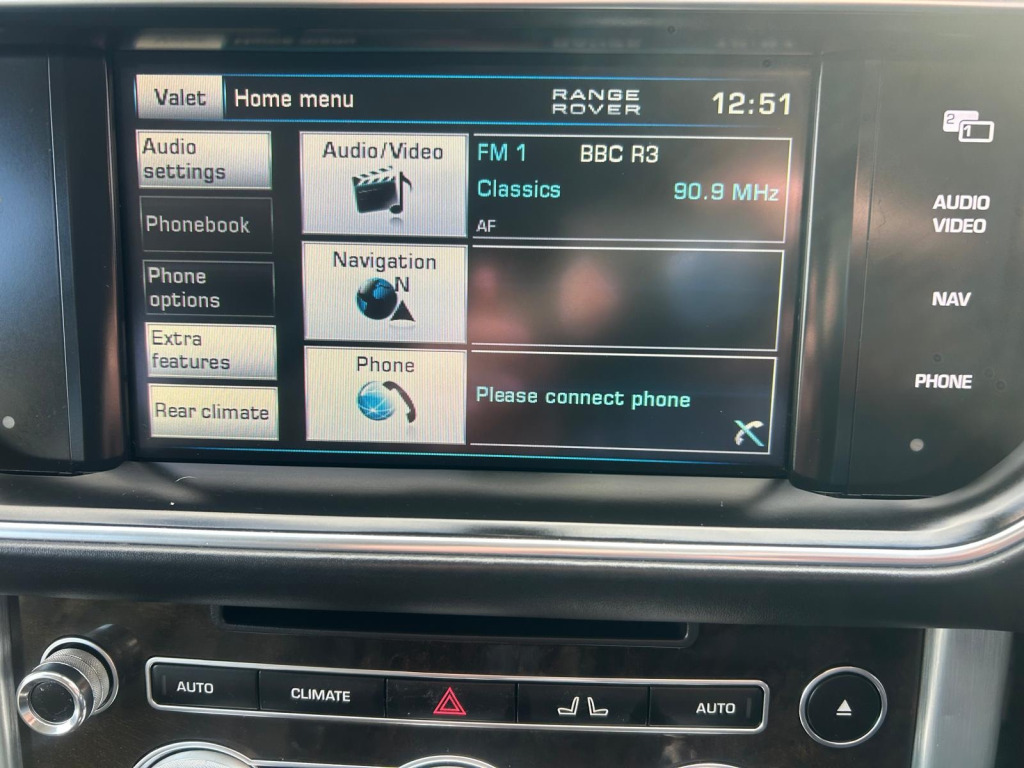 Valet
Home menu
RANGE
ROVER
12:51
Audio
settings
Phonebook
Phone
options
Extra
features
Rear climate
Audio/Video
Navigation
N
Phone
FM 1
BBC R3
Classics
90.9 MHz
AF
Please connect phone
2
1
AUDIO
VIDEO
NAV
PHONE
AUTO
CLIMATE
AUTO